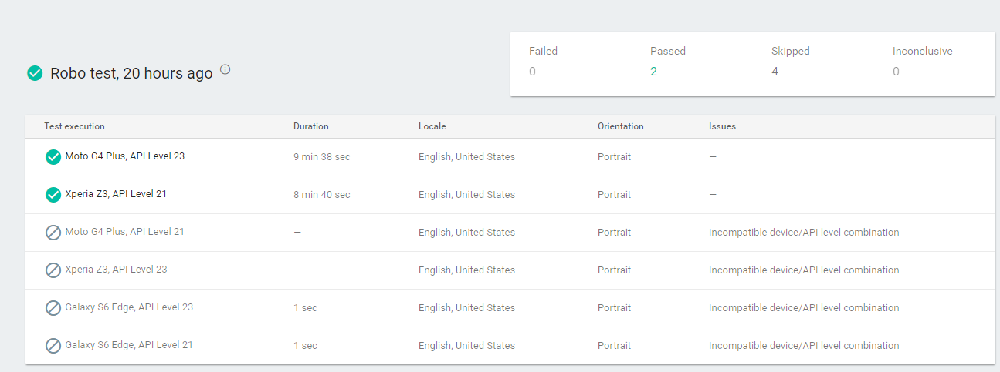 Failed Passed Skipped Inconclusive
0 2 4 0
Robo test, 20 hours ago
Test execution Duration Locale Orientation Issues
Moto G4 Plus, API Level 23 9 min 38 sec English, United States Portrait —
Xperia Z3, API Level 21 8 min 40 sec English, United States Portrait —
Moto G4 Plus, API Level 21 — English, United States Portrait Incompatible device/API level combination
Xperia Z3, API Level 23 — English, United States Portrait Incompatible device/API level combination
Galaxy S6 Edge, API Level 23 1 sec English, United States Portrait Incompatible device/API level combination
Galaxy S6 Edge, API Level 21 1 sec English, United States Portrait Incompatible device/API level combination